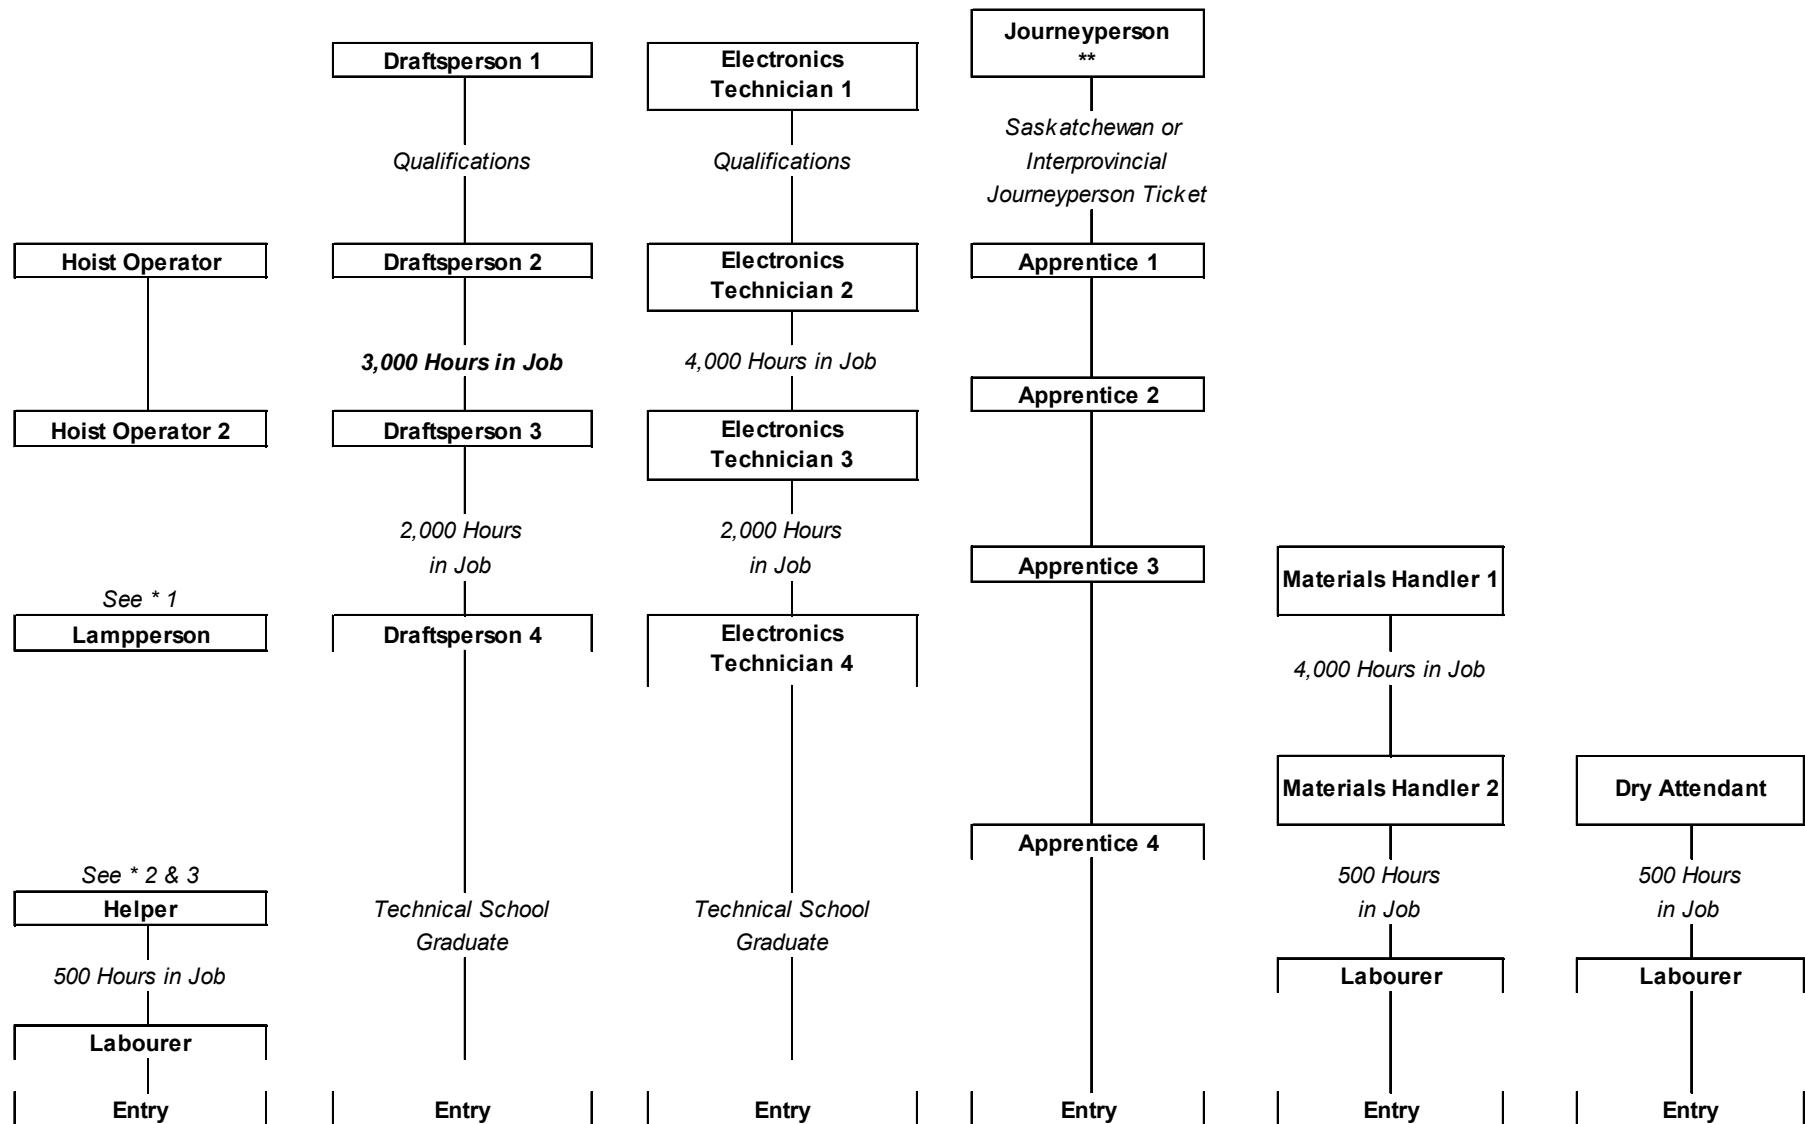 Journeyperson
**
Draftsperson 1
Electronics
Technician 1
Saskatchewan or
Interprovincial
Journeyperson Ticket
Qualifications
Qualifications
Hoist Operator
Draftsperson 2
Electronics
Technician 2
Apprentice 1
3,000 Hours in Job
4,000 Hours in Job
Apprentice 2
Hoist Operator 2
Draftsperson 3
Electronics
Technician 3
2,000 Hours
in Job
2,000 Hours
in Job
Apprentice 3
Materials Handler 1
See * 1
Lampperson
Draftsperson 4
Electronics
Technician 4
4,000 Hours in Job
Materials Handler 2
Dry Attendant
Apprentice 4
See * 2 & 3
Helper
Technical School
Graduate
Technical School
Graduate
500 Hours
in Job
500 Hours
in Job
500 Hours in Job
Labourer
Labourer
Labourer
Entry
Entry
Entry
Entry
Entry
Entry